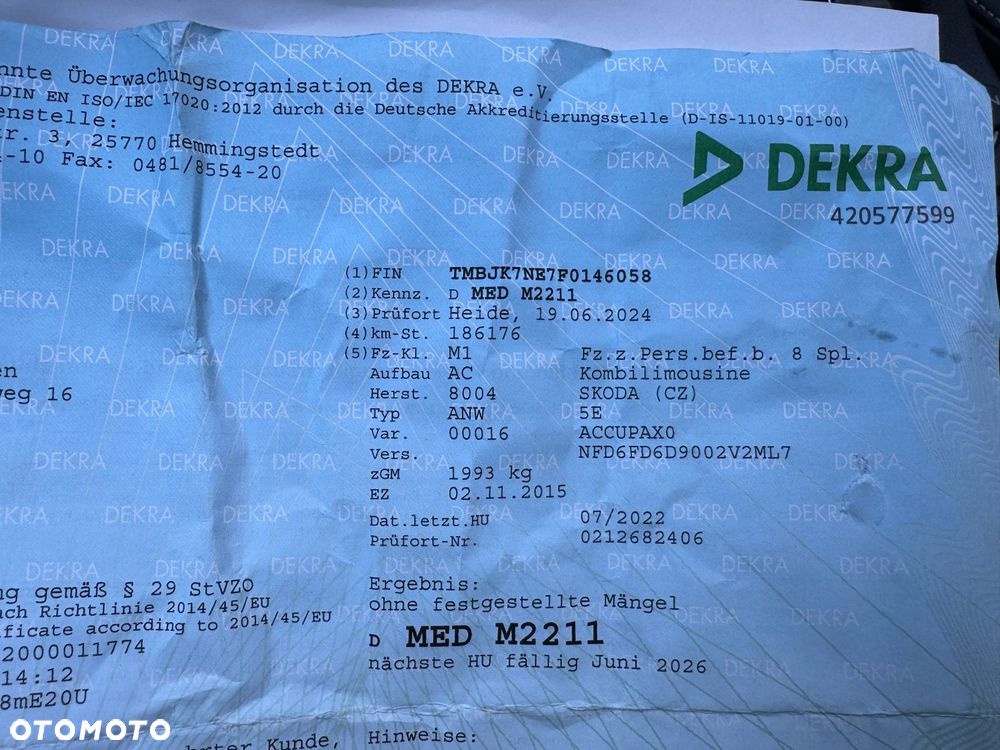 nnte Überwachungsorganisation des DEKRA e.V.
DIN EN ISO/IEC 17020:2012 durch die Deutsche Akkreditierungsstelle (D-IS-11019-01-00)
enstelle:
tr. 3, 25770 Hemmingstedt
-10 Fax: 0481/8554-20
DEKRA
420577599
(1) FIN TMBJK7NE7F0146058
(2) Kennz. D MED M2211
(3) Prüfort Heide, 19.06.2024
(4) km-St. 186176
(5) Fz-Kl. M1 Fz.z.Pers.bef.b. 8 Spl.
Aufbau AC Kombilimousine
en
Herst. 8004 SKODA (CZ)
weg 16
Typ ANW 5E
Var. 00016 ACCUPAX0
Vers. NFD6FD6D9002V2ML7
zGM 1993 kg
EZ 02.11.2015
Dat.letzt.HU 07/2022
Prüfort-Nr. 0212682406
ng gemäß § 29 StVZO
ach Richtlinie 2014/45/EU
ificate according to 2014/45/EU
2000011774
14:12
8mE20U
Ergebnis:
ohne festgestellte Mängel
D MED M2211
nächste HU fällig Juni 2026
hrter Kunde,
Hinweise:
OTOMOTO